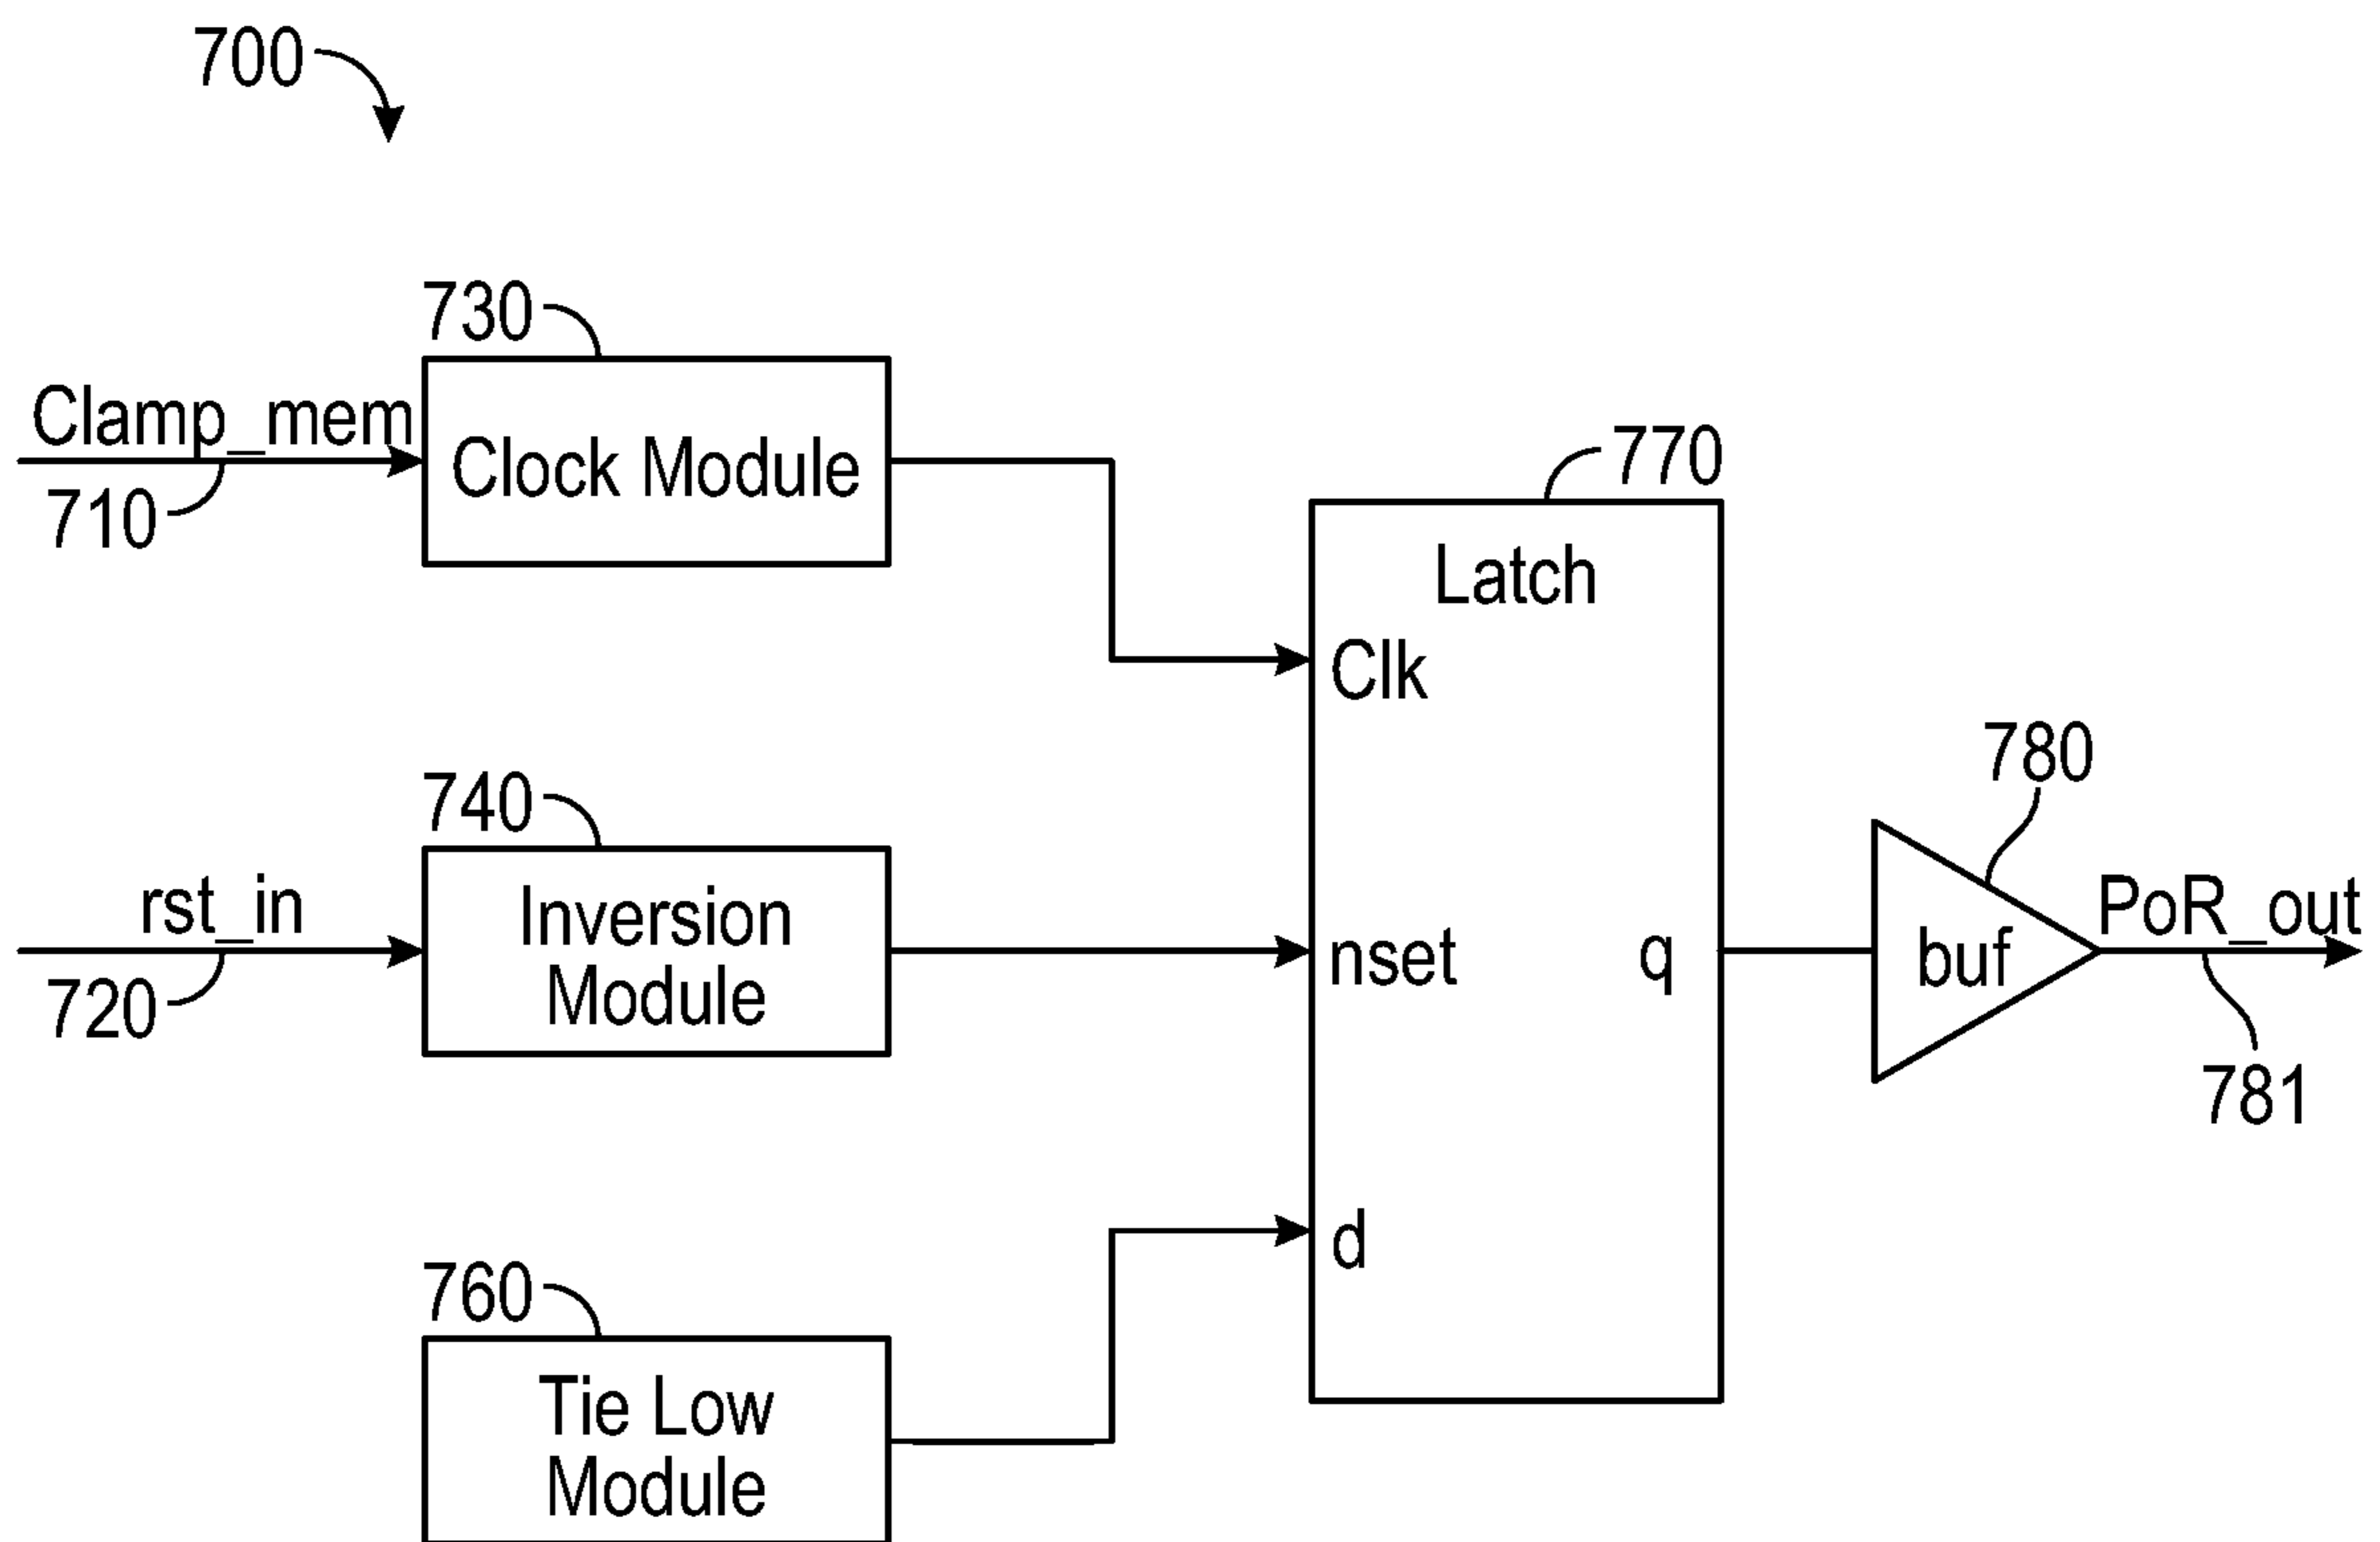 700
730
Clamp_mem
710
Clock Module
770
Latch
Clk
740
rst_in
720
Inversion
Module
nset
q
780
buf
PoR_out
781
d
760
Tie Low
Module